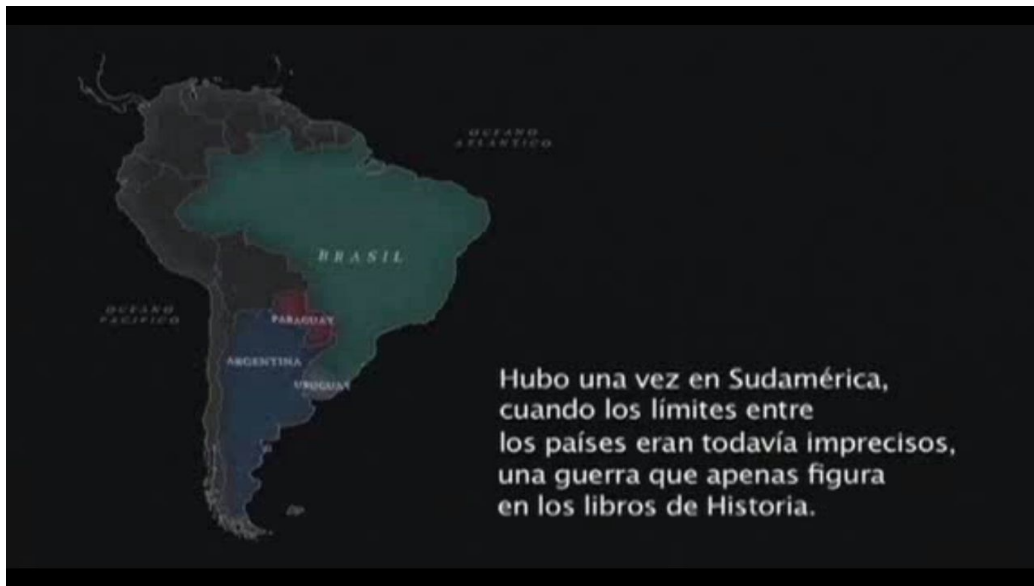 OCEANO
ATLANTICO
BRASIL
OCEANO
PACIFICO
PARAGUAY
ARGENTINA
URUGUAY
Hubo una vez en Sudamérica,
cuando los límites entre
los países eran todavía imprecisos,
una guerra que apenas figura
en los libros de Historia.